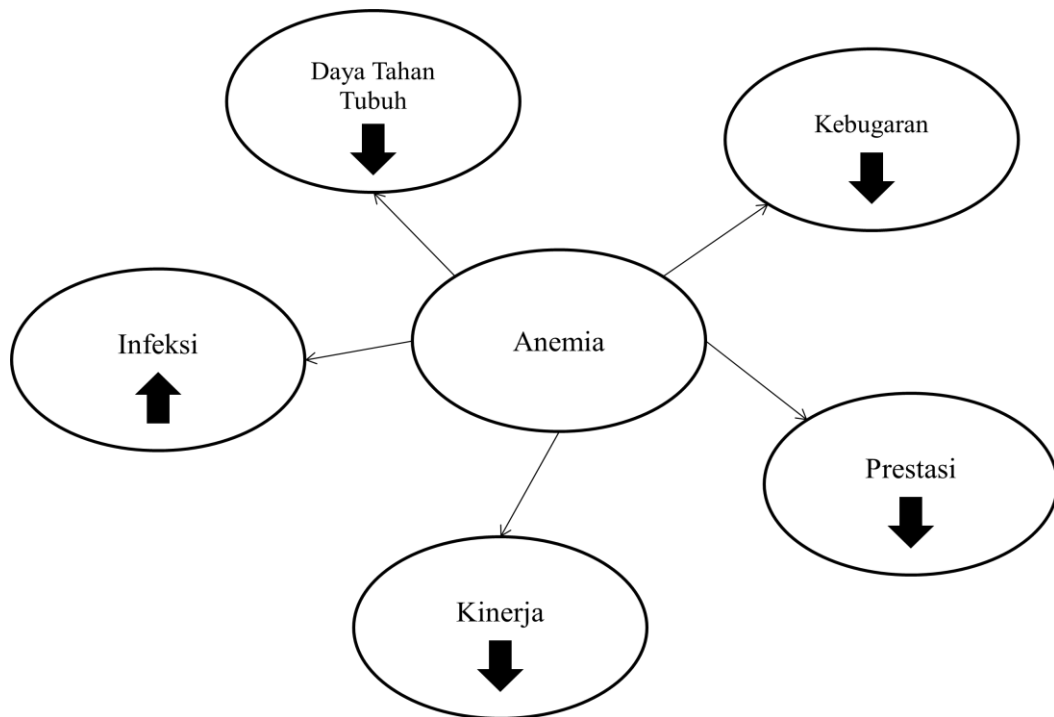 Daya Tahan
Tubuh
Kebugaran
Infeksi
Anemia
Prestasi
Kinerja